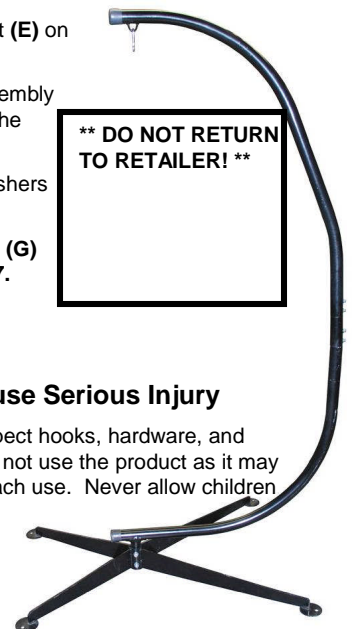 t (E) on
embly
he
** DO NOT RETURN
TO RETAILER! **
shers
(G)
7.
use Serious Injury
pect hooks, hardware, and
not use the product as it may
ach use.  Never allow children